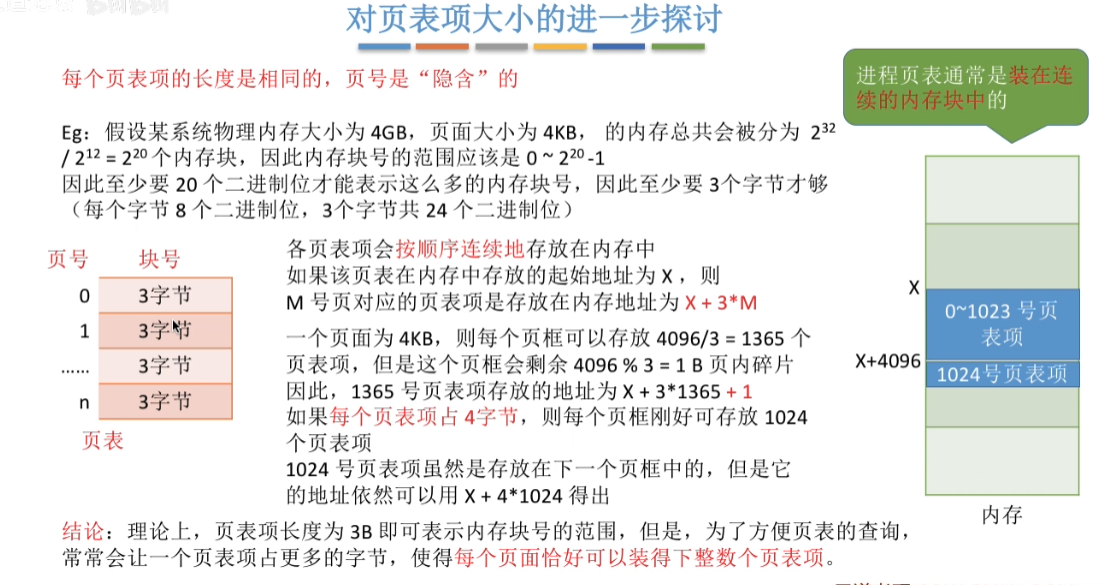 对页表项大小的进一步探讨
每个页表项的长度是相同的，页号是“隐含”的
进程页表通常是装在连
续的内存块中的
Eg：假设某系统物理内存大小为 4GB，页面大小为 4KB， 的内存总共会被分为 2³²
/ 2¹² = 2²⁰ 个内存块，因此内存块号的范围应该是 0 ~ 2²⁰ -1
因此至少要 20 个二进制位才能表示这么多的内存块号，因此至少要 3个字节才够
（每个字节 8 个二进制位，3个字节共 24 个二进制位）
页号 块号
0 3字节
1 3字节
…… 3字节
n 3字节
页表
各页表项会按顺序连续地存放在内存中
如果该页表在内存中存放的起始地址为 X ，则
M 号页对应的页表项是存放在内存地址为 X + 3*M
一个页面为 4KB，则每个页框可以存放 4096/3 = 1365 个
页表项，但是这个页框会剩余 4096 % 3 = 1 B 页内碎片
因此，1365 号页表项存放的地址为 X + 3*1365 + 1
如果每个页表项占 4字节，则每个页框刚好可存放 1024
个页表项
1024 号页表项虽然是存放在下一个页框中的，但是它
的地址依然可以用 X + 4*1024 得出
X
0~1023 号页
表项
X+4096
1024号页表项
内存
结论：理论上，页表项长度为 3B 即可表示内存块号的范围，但是，为了方便页表的查询，
常常会让一个页表项占更多的字节，使得每个页面恰好可以装得下整数个页表项。